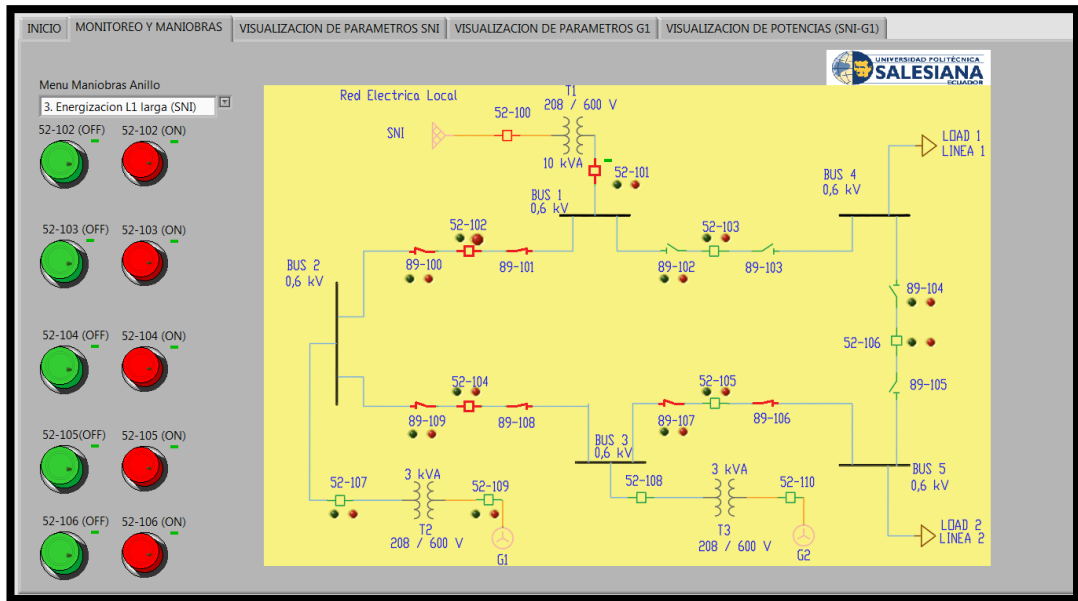 INICIO
MONITOREO Y MANIOBRAS
VISUALIZACION DE PARAMETROS SNI
VISUALIZACION DE PARAMETROS G1
VISUALIZACION DE POTENCIAS (SNI-G1)
UNIVERSIDAD POLITÉCNICA
SALESIANA
ECUADOR
Menu Maniobras Anillo
3. Energizacion L1 larga (SNI)
52-102 (OFF)
52-102 (ON)
52-103 (OFF)
52-103 (ON)
52-104 (OFF)
52-104 (ON)
52-105(OFF)
52-105 (ON)
52-106 (OFF)
52-106 (ON)
Red Electrica Local
T1
208 / 600 V
52-100
SNI
10 kVA
52-101
LOAD 1
LINEA 1
BUS 4
0,6 kV
BUS 1
0,6 kV
52-102
52-103
89-100
89-101
89-102
89-103
BUS 2
0,6 kV
89-104
52-106
89-105
52-104
52-105
89-109
89-108
89-107
89-106
BUS 3
0,6 kV
3 kVA
52-107
52-109
52-108
3 kVA
52-110
BUS 5
0,6 kV
T2
208 / 600 V
G1
T3
208 / 600 V
G2
LOAD 2
LINEA 2